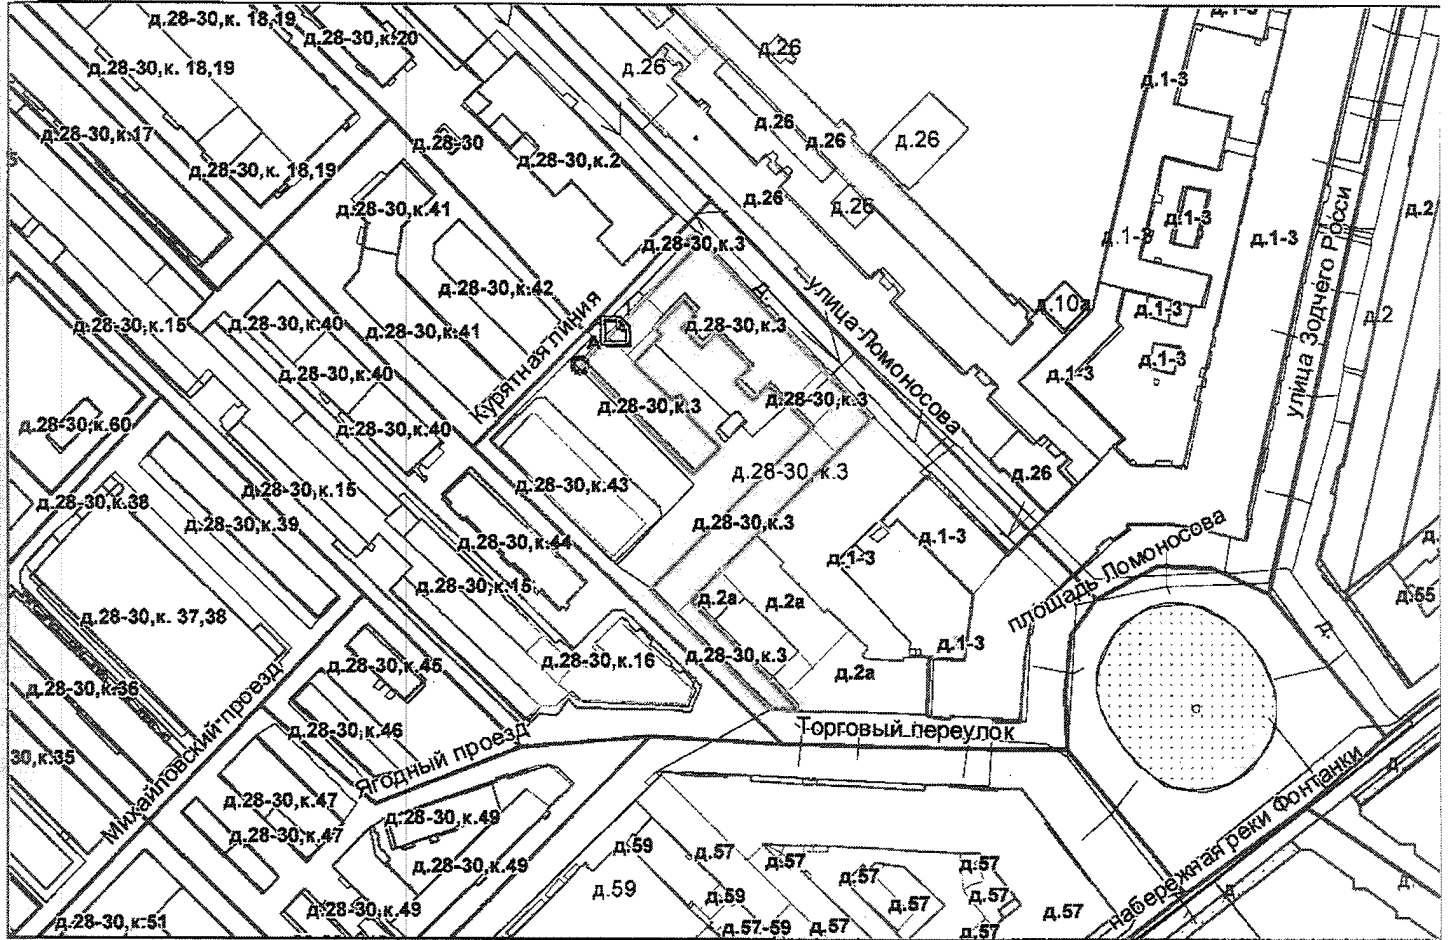 д.28-30,к. 18,19
д.28-30,к.20
д.26
д.1-3
д.28-30,к. 18,19
д.26
д.1-3
д.28-30,к.17
д.28-30
д.26
д.26
д.26
д.28-30,к. 18,19
д.28-30,к.2
д.26
д.26
д.28-30,к.41
д.1-3
д.2
д.28-30,к.3
д.1-3
д.1-3
улица Зодчего Росси
д.28-30,к.42
д.
улица Ломоносова
д.10а
д.1-3
д.2
д.28-30,к.15
д.28-30,к.40
д.28-30,к.41
Курятная линия
д.28-30,к.3
д.1-3
д.28-30,к.40
д.1-3
д.28-30,к.3
д.28-30,к.3
д.28-30,к.60
д.28-30,к.40
д.28-30,к.3
д.26
д.28-30,к.38
д.28-30,к.15
д.28-30,к.43
д.28-30,к.39
д.28-30,к.3
д.1-3
площадь Ломоносова
д.28-30,к.44
д.1-3
д.28-30,к.15
д.2а
д.2а
д.55
д.28-30,к. 37,38
д.
д.28-30,к.45
д.28-30,к.16
д.28-30,к.3
д.1-3
д.2а
д.28-30,к.36
Михайловский проезд
д.28-30,к.46
Ягодный проезд
Торговый переулок
30,к.35
д.28-30,к.47
д.28-30,к.49
д.28-30,к.47
набережная реки Фонтанки
д.
д.59
д.57
д.57
д.57
д.28-30,к.49
д.57
д.59
д.59
д.57
д.57
д.57
д.28-30,к.51
д.28-30,к.49
д.57-59
д.57
д.57